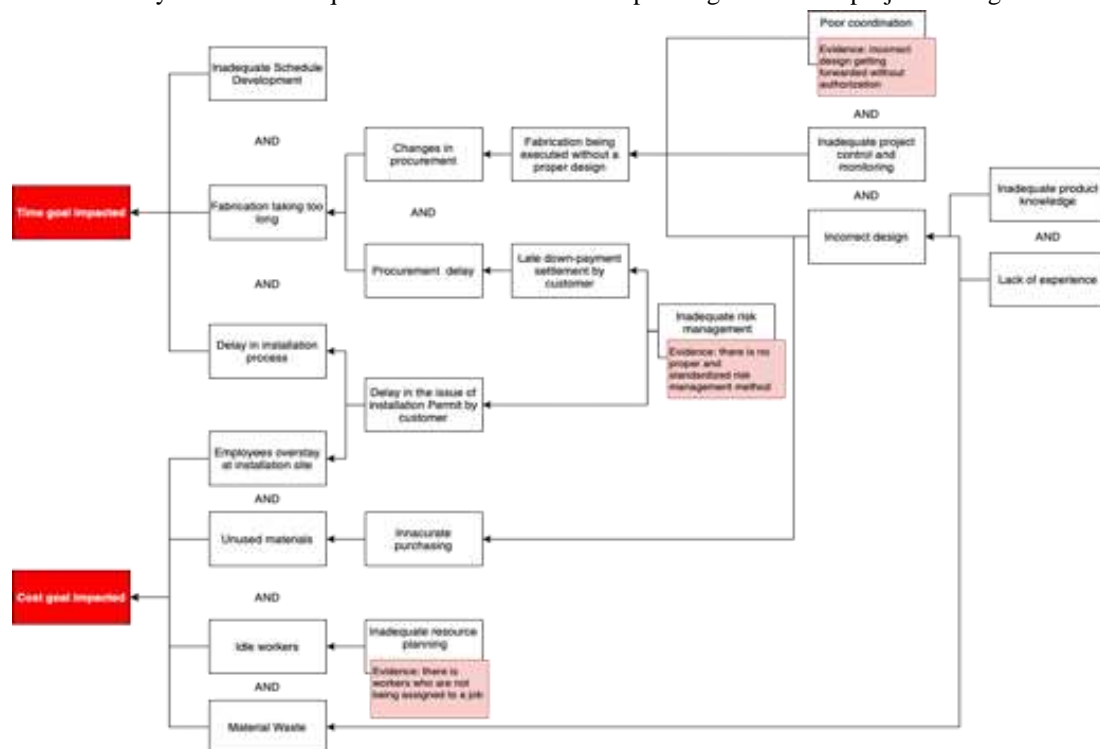 Poor coordination
Evidence: incorrect
design getting
forwarded without
authorization
Inadequate Schedule
Development
AND
AND
Changes in
procurement
Fabrication being
executed without a
proper design
Inadequate project
control and
monitoring
Inadequate product
knowledge
Time goal impacted
Fabrication taking too
long
AND
AND
Incorrect design
AND
Procurement delay
Late down-payment
settlement by
customer
Lack of experience
AND
Inadequate risk
management
Evidence: there is no
proper and
standardized risk
management method
Delay in installation
process
Delay in the issue of
installation Permit by
customer
Employees overstay
at installation site
AND
Unused materials
Innacurate
purchasing
Cost goal impacted
AND
Idle workers
Inadequate resource
planning
Evidence: there is
workers who are not
being assigned to a job
AND
Material Waste